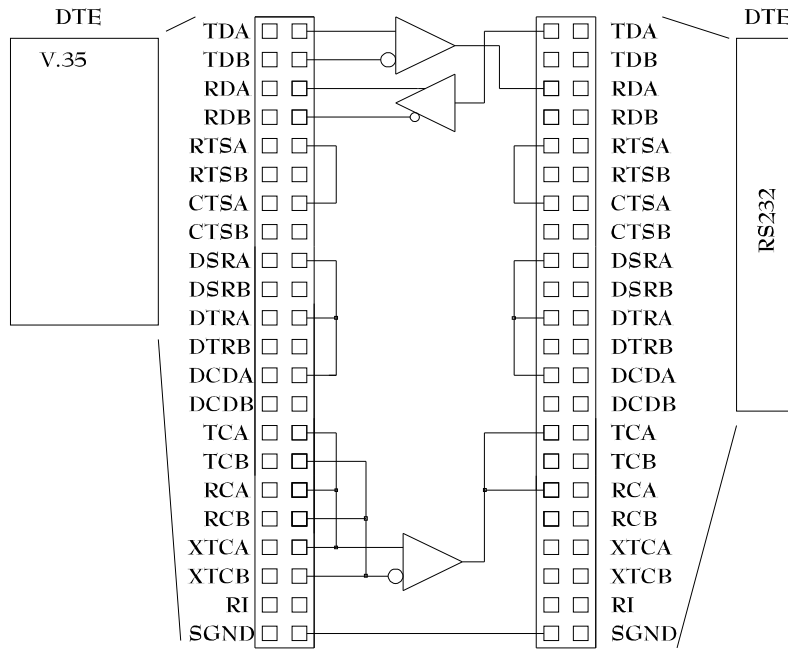 DTE
DTE
V.35
RS232
TDA
TDB
RDA
RDB
RTSA
RTSB
CTSA
CTSB
DSRA
DSRB
DTRA
DTRB
DCDA
DCDB
TCA
TCB
RCA
RCB
XTCA
XTCB
RI
SGND
TDA
TDB
RDA
RDB
RTSA
RTSB
CTSA
CTSB
DSRA
DSRB
DTRA
DTRB
DCDA
DCDB
TCA
TCB
RCA
RCB
XTCA
XTCB
RI
SGND